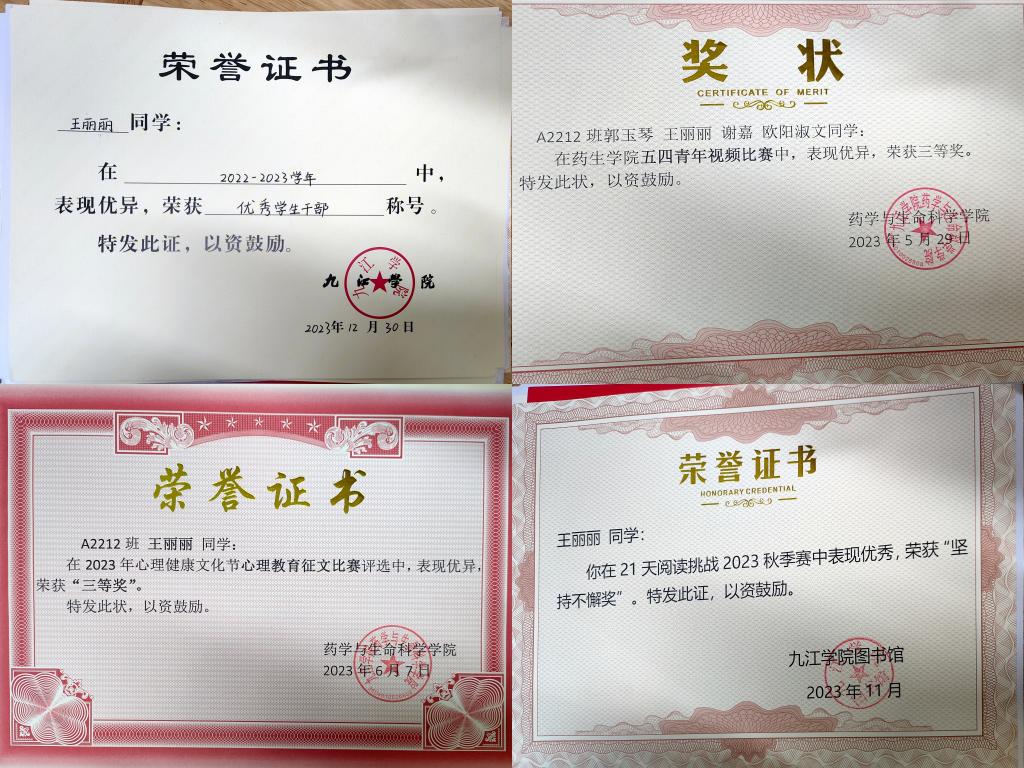 荣誉证书
王丽丽 同学：
在 2022-2023学年 中，
表现优异，荣获 优秀学生干部 称号。
特发此证，以资鼓励。
九江学院
2023年12月30日
奖 状
CERTIFICATE OF MERIT
A2212 班郭玉琴 王丽丽 谢嘉 欧阳淑文同学：
在药生学院五四青年视频比赛中，表现优异，荣获三等奖。
特发此状，以资鼓励。
药学与生命科学学院
2023 年 5 月 29 日
荣誉证书
A2212 班 王丽丽 同学：
在 2023 年心理健康文化节心理教育征文比赛评选中，表现优异，
荣获“三等奖”。
特发此状，以资鼓励。
药学与生命科学学院
2023 年 6 月 7 日
荣誉证书
HONORARY CREDENTIAL
王丽丽 同学：
你在 21 天阅读挑战 2023 秋季赛中表现优秀，荣获“坚
持不懈奖”。特发此证，以资鼓励。
九江学院图书馆
2023 年 11 月